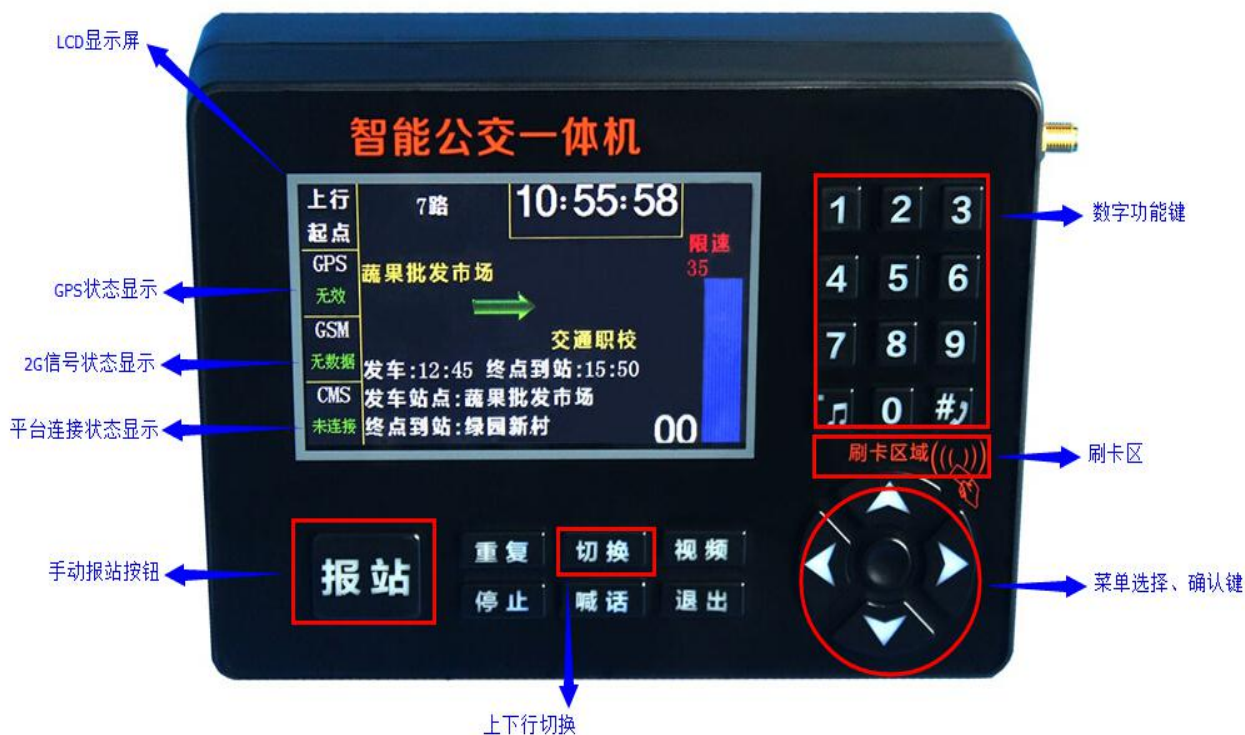 LCD显示屏
智能公交一体机
上行
7路
10:55:58
起点
限速
35
GPS
蔬果批发市场
无效
GSM
交通职校
无数据
发车:12:45 终点到站:15:50
CMS
发车站点:蔬果批发市场
未连接
终点到站:绿园新村
00
1 2 3
4 5 6
7 8 9
*♫ 0 #
数字功能键
GPS状态显示
2G信号状态显示
平台连接状态显示
刷卡区域
刷卡区
报站
重复 切换 视频
停止 喊话 退出
手动报站按钮
菜单选择、确认键
上下行切换